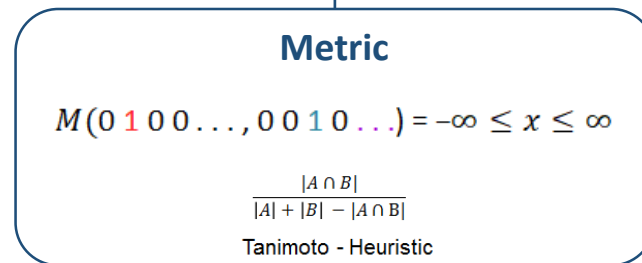 Metric
M(0 1 0 0 ..., 0 0 1 0 ...) = −∞ ≤ x ≤ ∞
|A ∩ B|
|A| + |B| − |A ∩ B|
Tanimoto - Heuristic